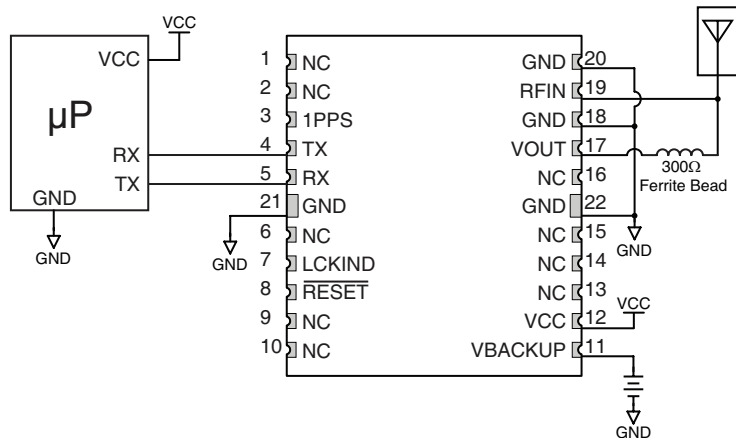 VCC
VCC
µP
RX
TX
GND
GND
1 NC
2 NC
3 1PPS
4 TX
5 RX
21 GND
GND
6 NC
7 LCKIND
8 RESET
9 NC
10 NC
GND 20
RFIN 19
GND 18
VOUT 17
300Ω
Ferrite Bead
NC 16
GND 22
GND
NC 15
NC 14
NC 13
VCC 12
VCC
VBACKUP 11
GND